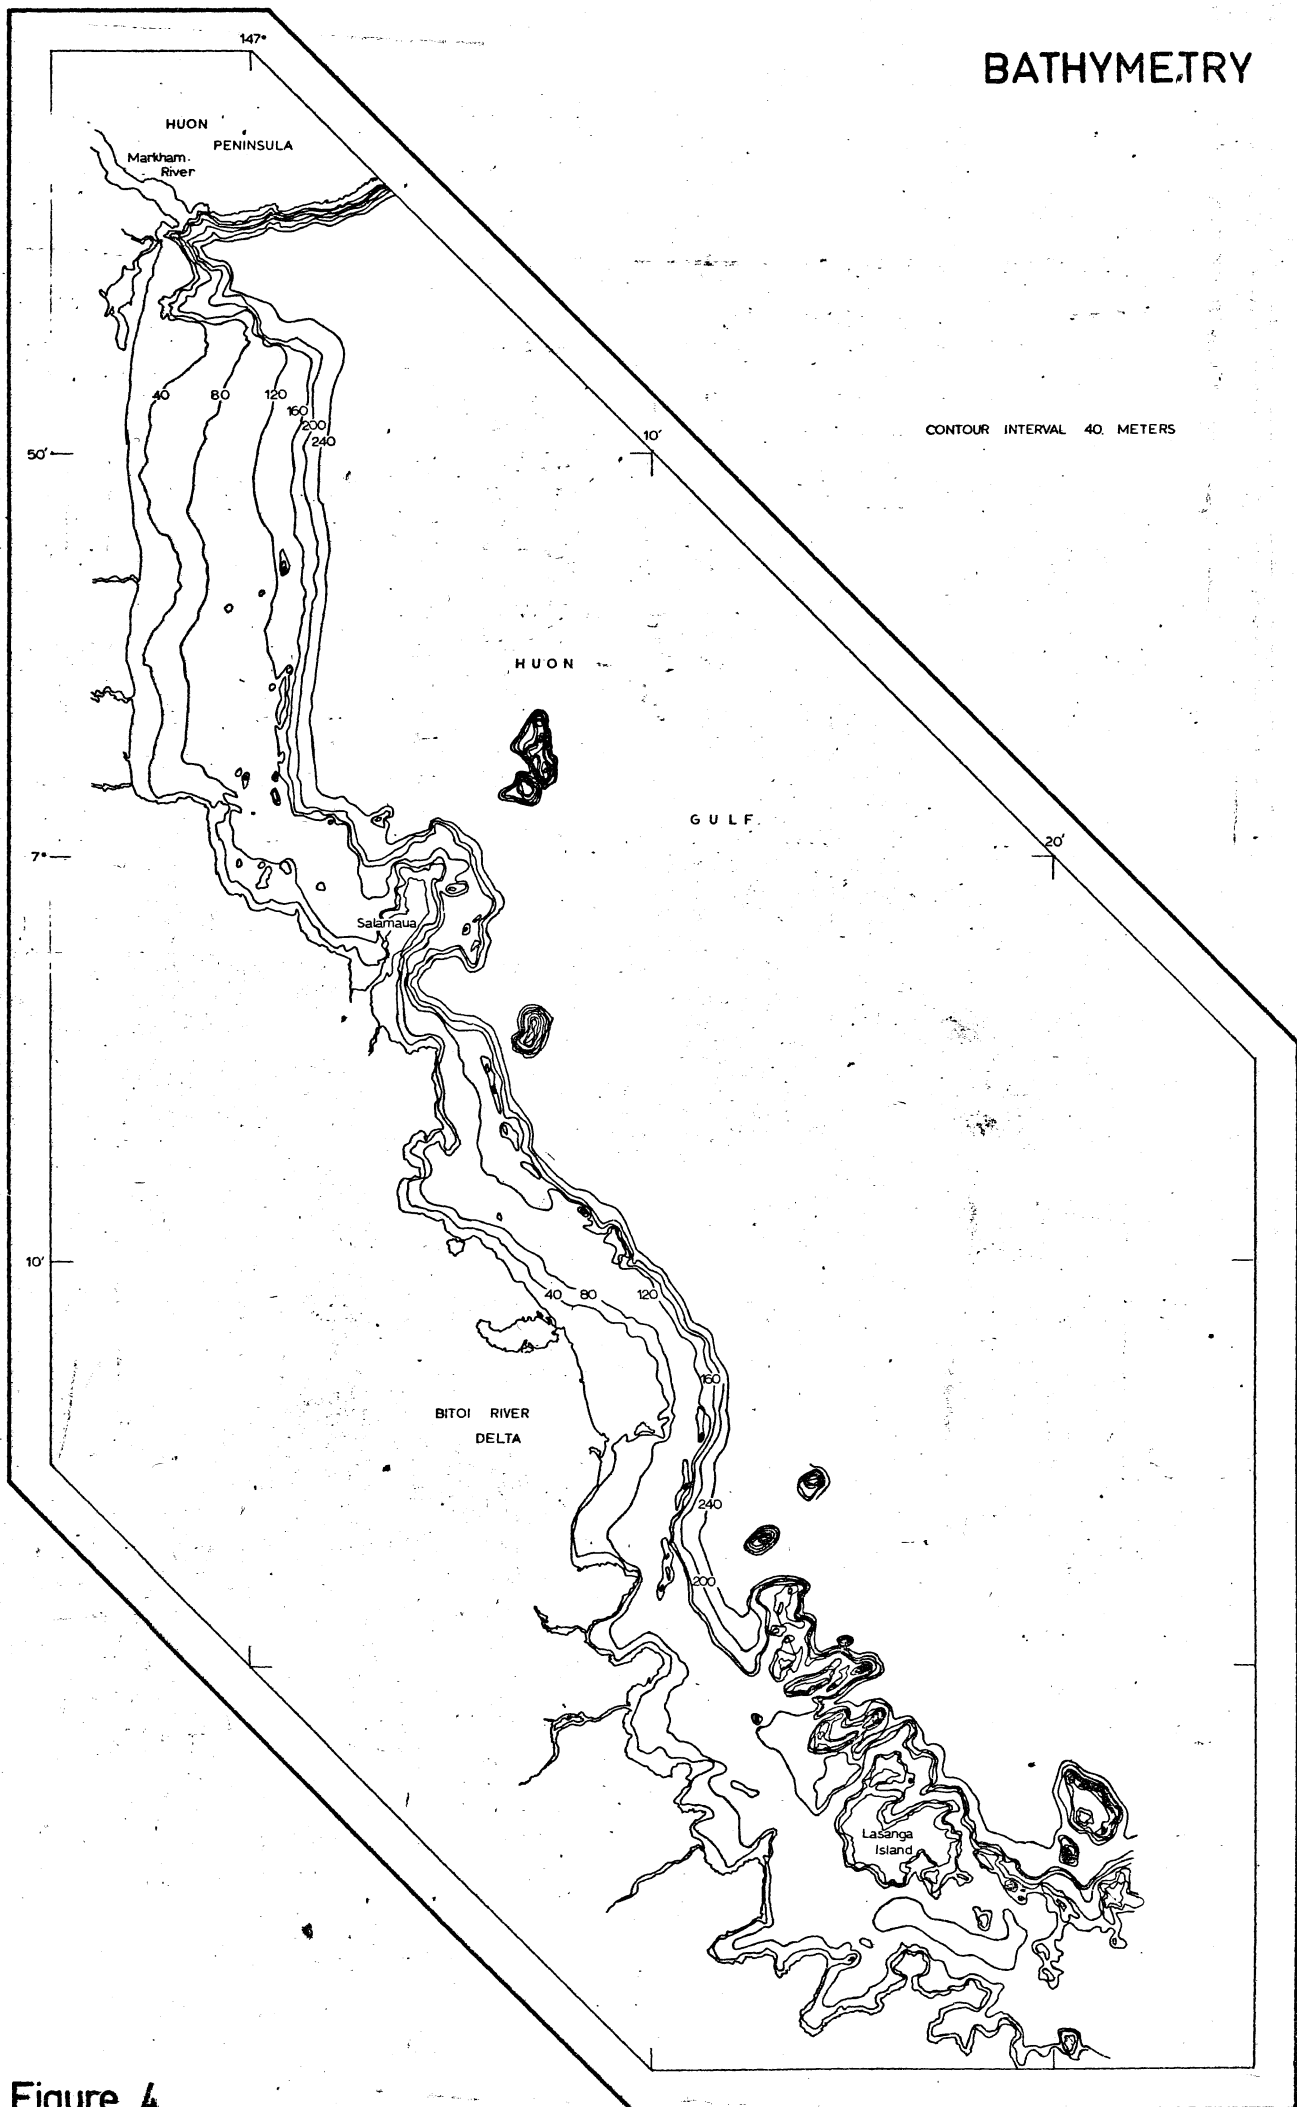 BATHYMETRY
147°
HUON
PENINSULA
Markham
River
40
80
120
160
200
240
CONTOUR INTERVAL 40 METERS
50'
10'
HUON
GULF
7°
20'
Salamaua
10'
40
80
120
160
BITOI RIVER
DELTA
240
200
Lasanga
Island
Figure 4